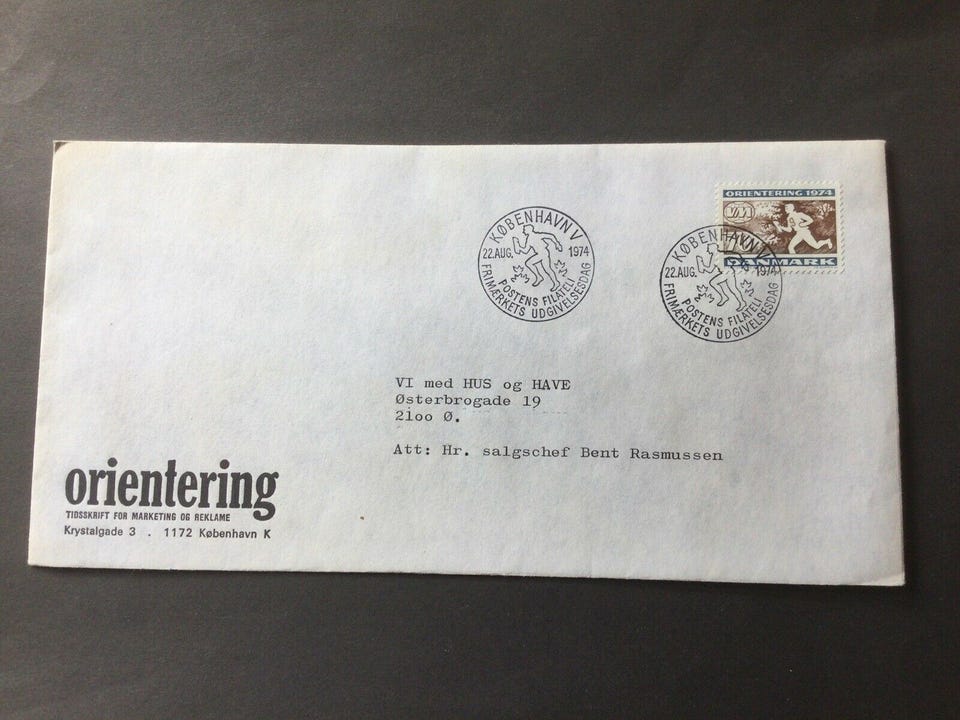 ORIENTERING 1974
VM
DANMARK
KØBENHAVN V
22.AUG. 1974
POSTENS FILATELI
FRIMÆRKETS UDGIVELSESDAG
KØBENHAVN V
22.AUG. 1974
POSTENS FILATELI
FRIMÆRKETS UDGIVELSESDAG
VI med HUS og HAVE
Østerbrogade 19
21oo Ø.
Att: Hr. salgschef Bent Rasmussen
orientering
TIDSSKRIFT FOR MARKETING OG REKLAME
Krystalgade 3 . 1172 København K